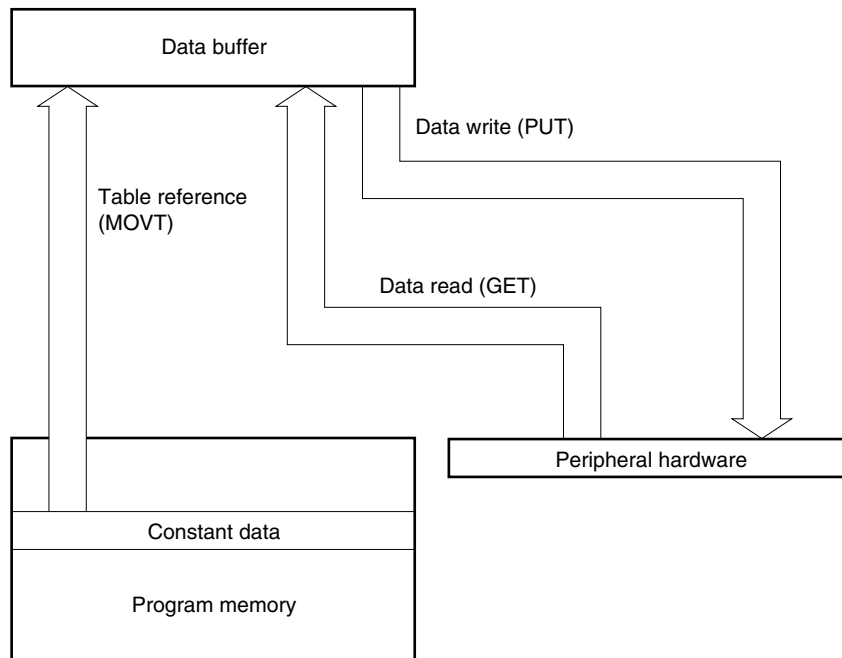 Data buffer
Data write (PUT)
Table reference
(MOVT)
Data read (GET)
Peripheral hardware
Constant data
Program memory